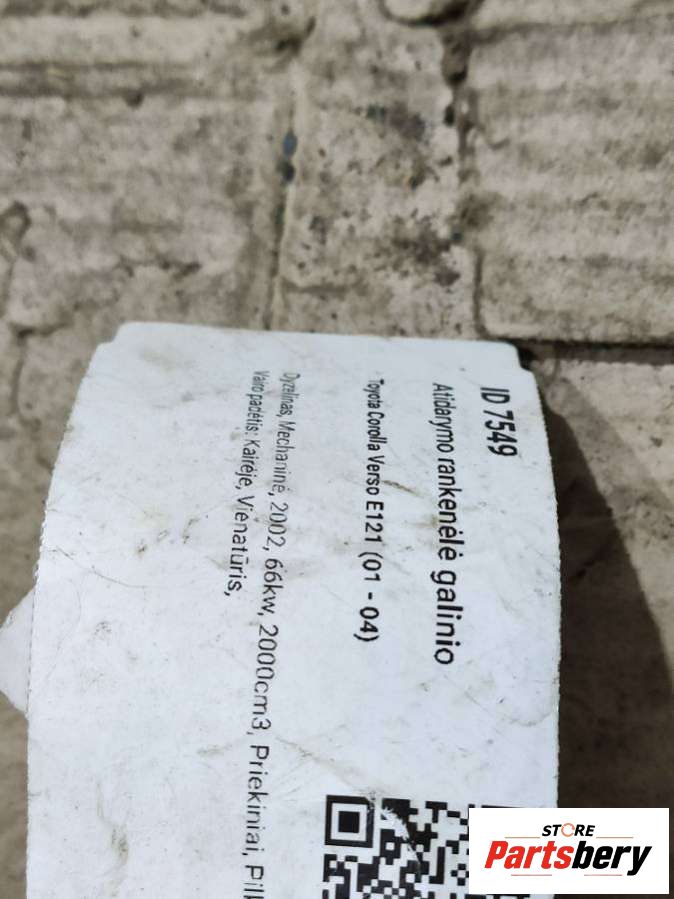 ID 7549
Atidarymo rankenėlė galinio
Toyota Corolla Verso E121 (01 - 04)
Dyzelinas, Mechaninė, 2002, 66kw, 2000cm3, Priekiniai,
Vairo padėtis: Kairėje, Vienatūris,
STORE
Partsbery